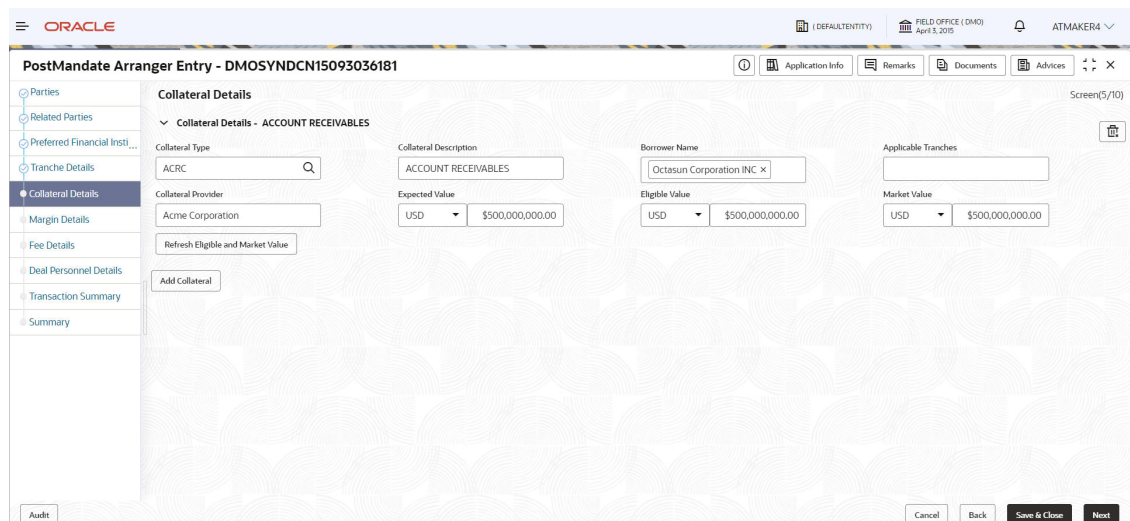 ORACLE
( DEFAULTENTITY)
FIELD OFFICE ( DMO)
April 3, 2015
ATMAKER4
PostMandate Arranger Entry - DMOSYNDCN15093036181
Application Info
Remarks
Documents
Advices
Parties
Related Parties
Preferred Financial Insti...
Tranche Details
Collateral Details
Margin Details
Fee Details
Deal Personnel Details
Transaction Summary
Summary
Collateral Details
Screen(5/10)
Collateral Details - ACCOUNT RECEIVABLES
Collateral Type
Collateral Description
Borrower Name
Applicable Tranches
ACRC
ACCOUNT RECEIVABLES
Octasun Corporation INC ×
Collateral Provider
Expected Value
Eligible Value
Market Value
Acme Corporation
USD $500,000,000.00
USD $500,000,000.00
USD $500,000,000.00
Refresh Eligible and Market Value
Add Collateral
Audit
Cancel
Back
Save & Close
Next